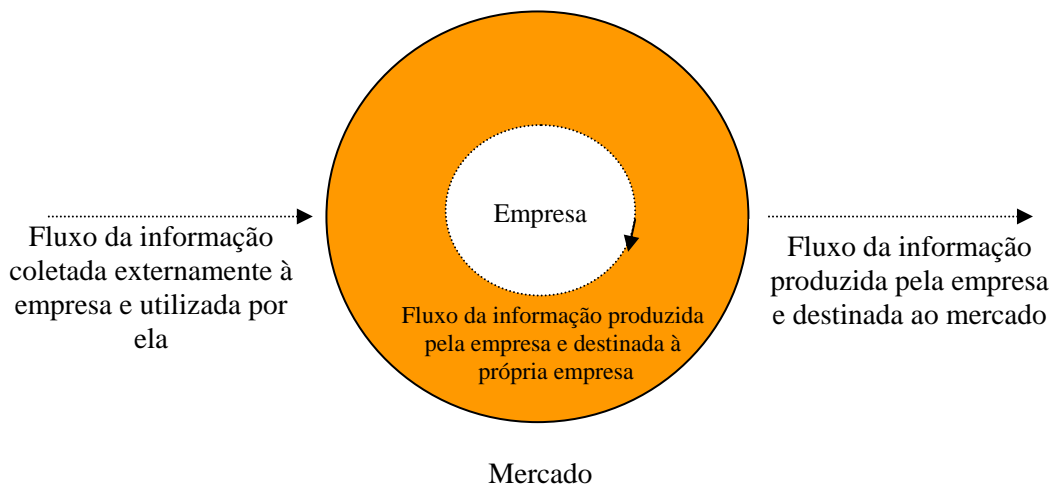 Empresa
Fluxo da informação
coletada externamente à
empresa e utilizada por
ela
Fluxo da informação produzida
pela empresa e destinada à
própria empresa
Fluxo da informação
produzida pela empresa
e destinada ao mercado
Mercado